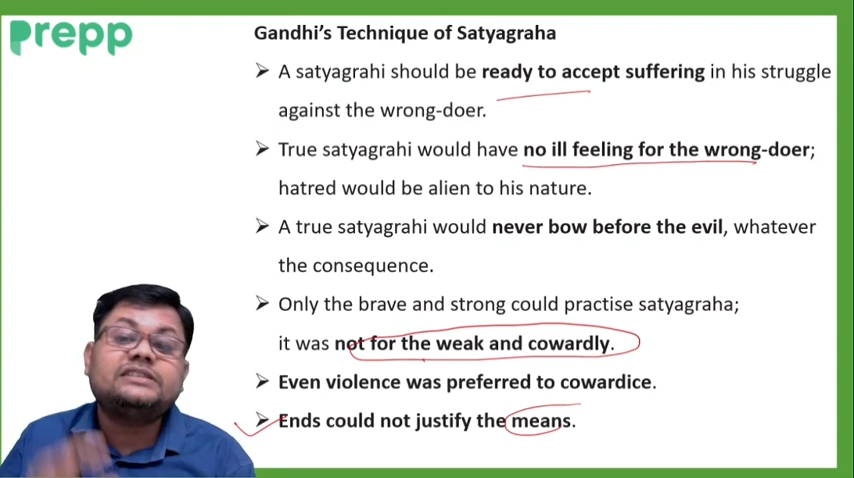 Prepp
Gandhi's Technique of Satyagraha
➢ A satyagrahi should be ready to accept suffering in his struggle
against the wrong-doer.
➢ True satyagrahi would have no ill feeling for the wrong-doer;
hatred would be alien to his nature.
➢ A true satyagrahi would never bow before the evil, whatever
the consequence.
➢ Only the brave and strong could practise satyagraha;
it was not for the weak and cowardly.
➢ Even violence was preferred to cowardice.
➢ Ends could not justify the means.